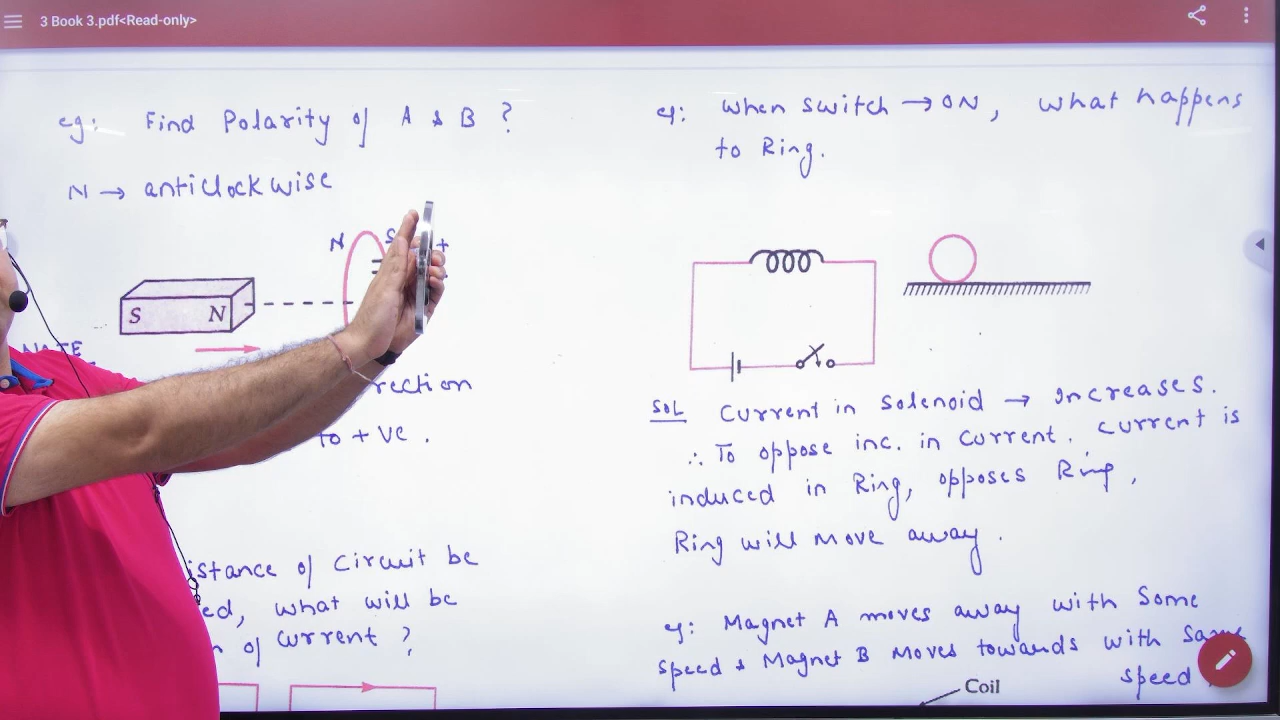 3 Book 3.pdf<Read-only>
eg: Find Polarity of A & B ?
N → anticlockwise
N S +
S N
NOTE
rection
to + ve .
istance of Circuit be
ed, what will be
n of current ?
eg: When switch → ON, what happens
to Ring.
SOL Current in Solenoid → Increases.
∴ To oppose inc. in Current. Current is
induced in Ring, opposes Ring,
Ring will move away.
eg: Magnet A moves away with Some
Speed & Magnet B moves towards with Same
Speed
Coil